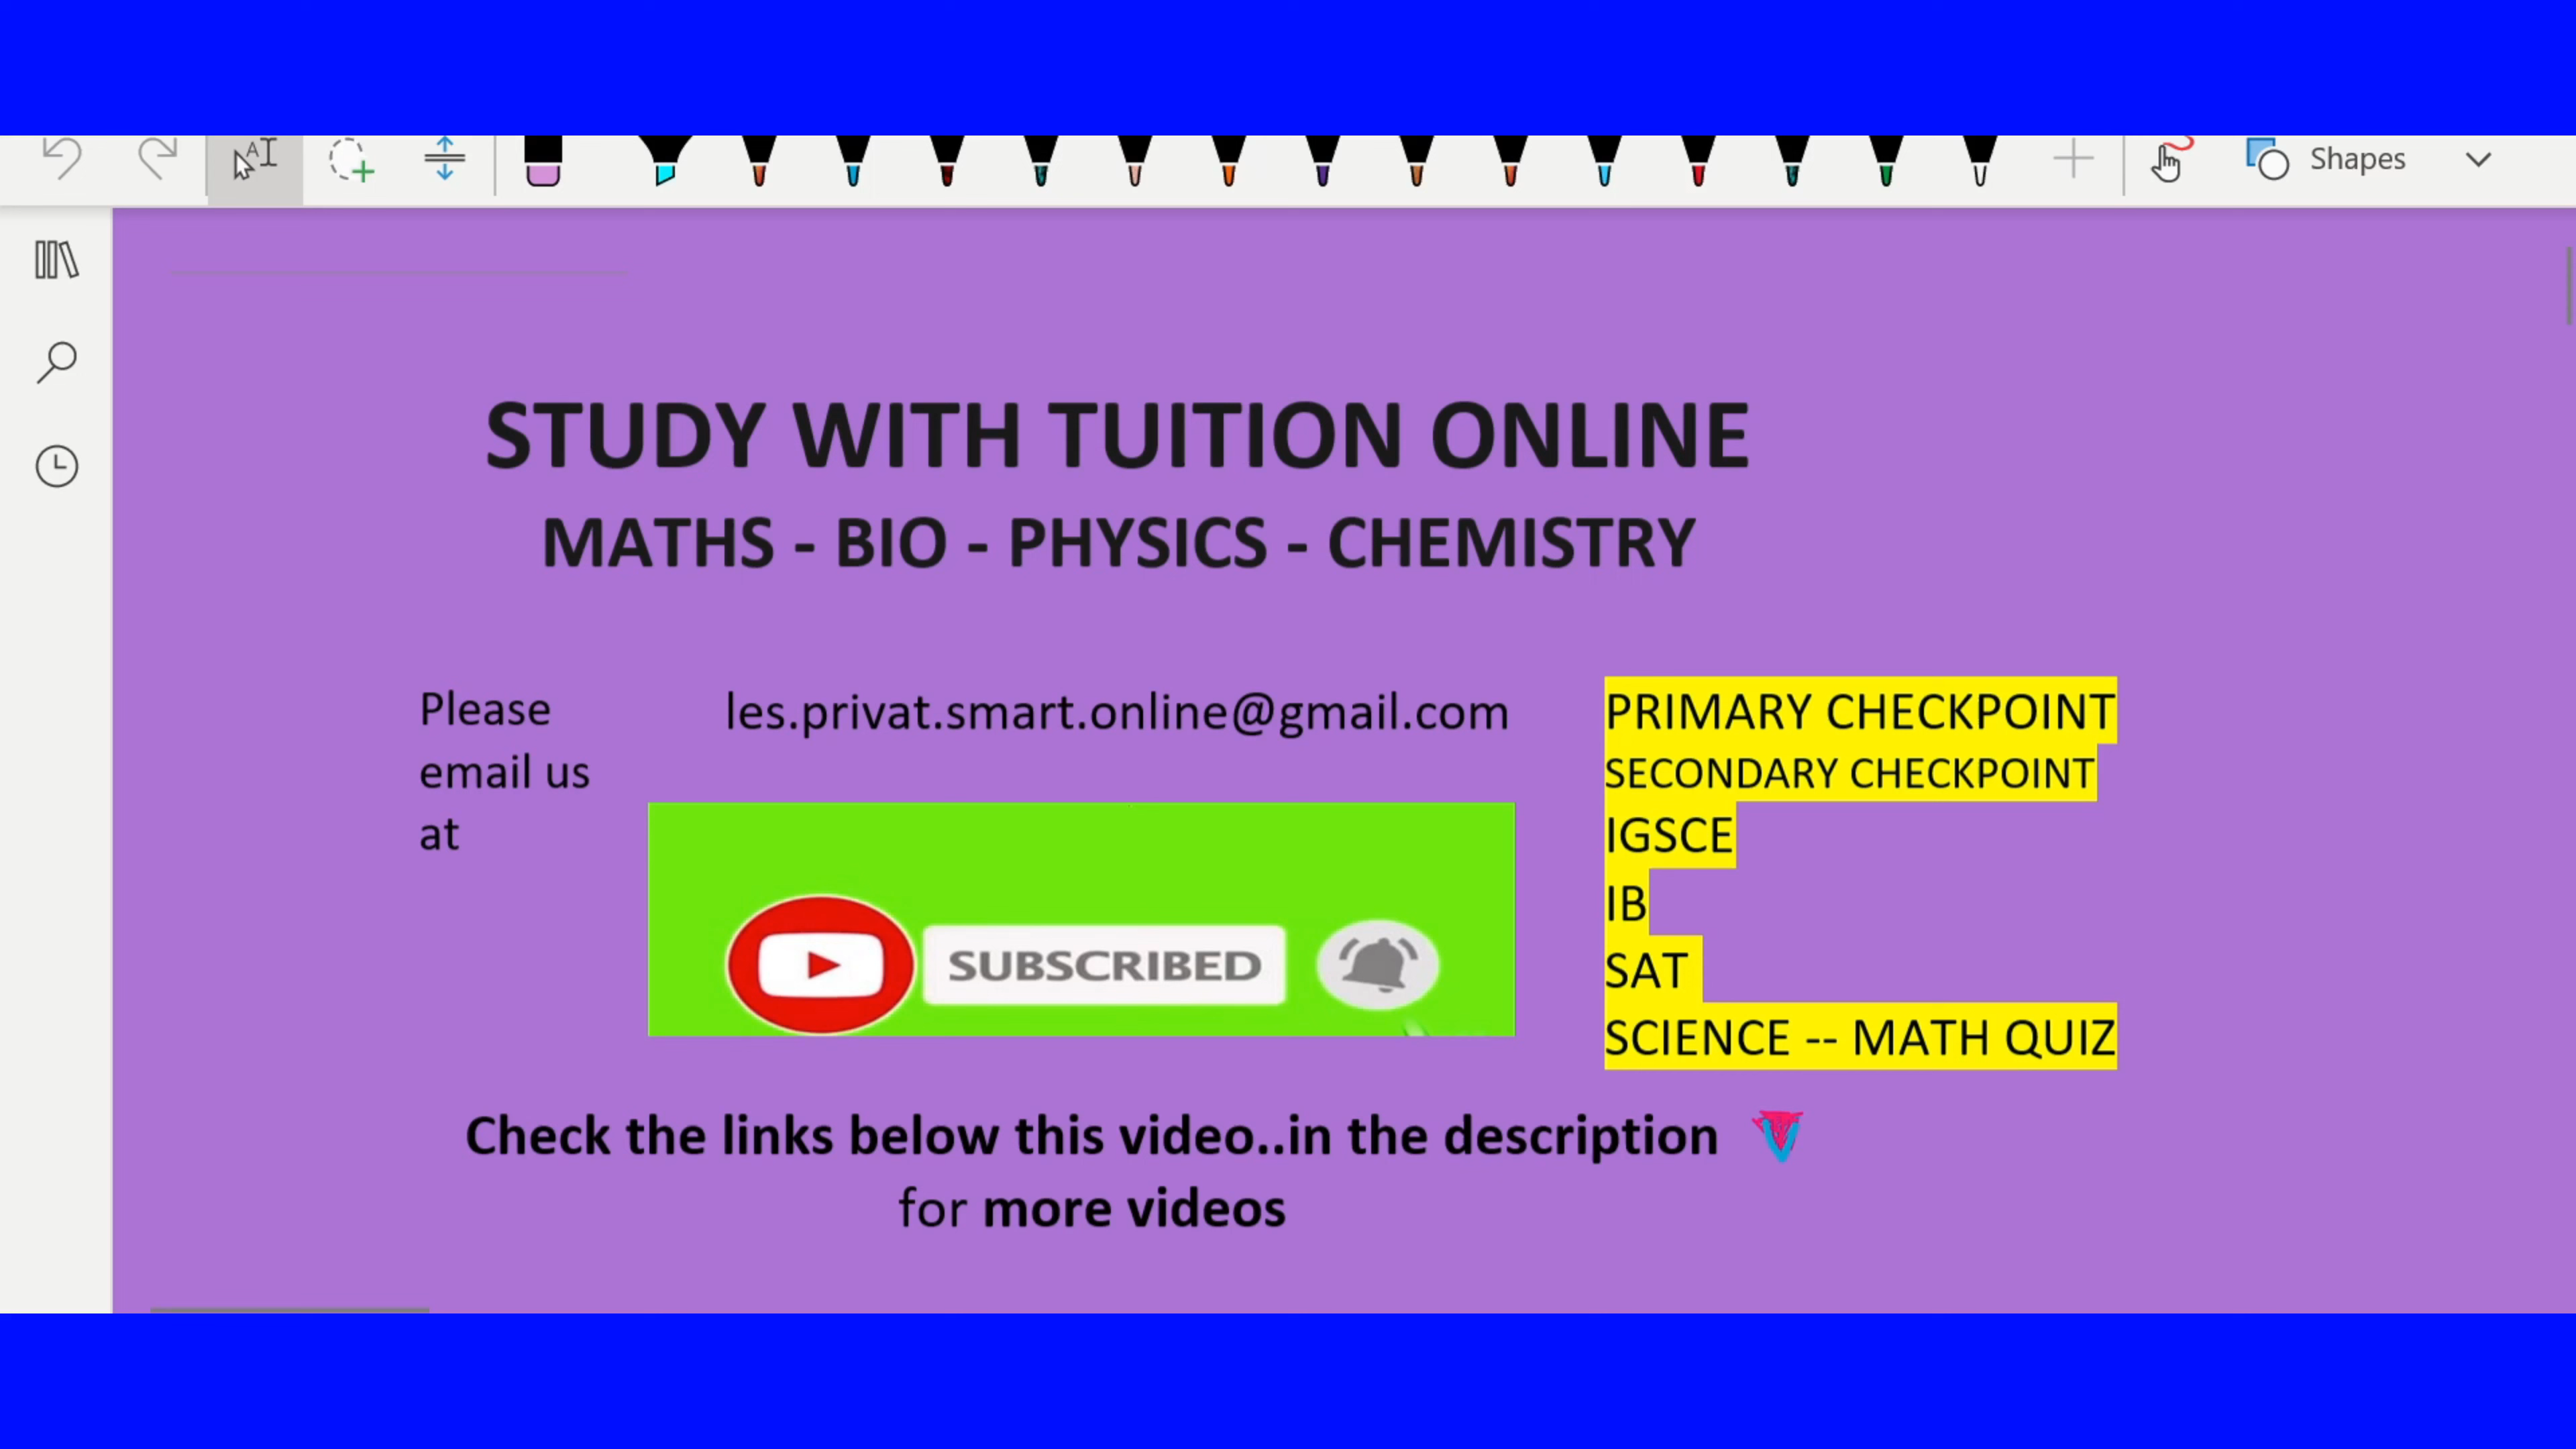 Shapes
STUDY WITH TUITION ONLINE
MATHS - BIO - PHYSICS - CHEMISTRY
Please
email us
at
les.privat.smart.online@gmail.com
SUBSCRIBED
PRIMARY CHECKPOINT
SECONDARY CHECKPOINT
IGSCE
IB
SAT
SCIENCE -- MATH QUIZ
Check the links below this video..in the description
for more videos